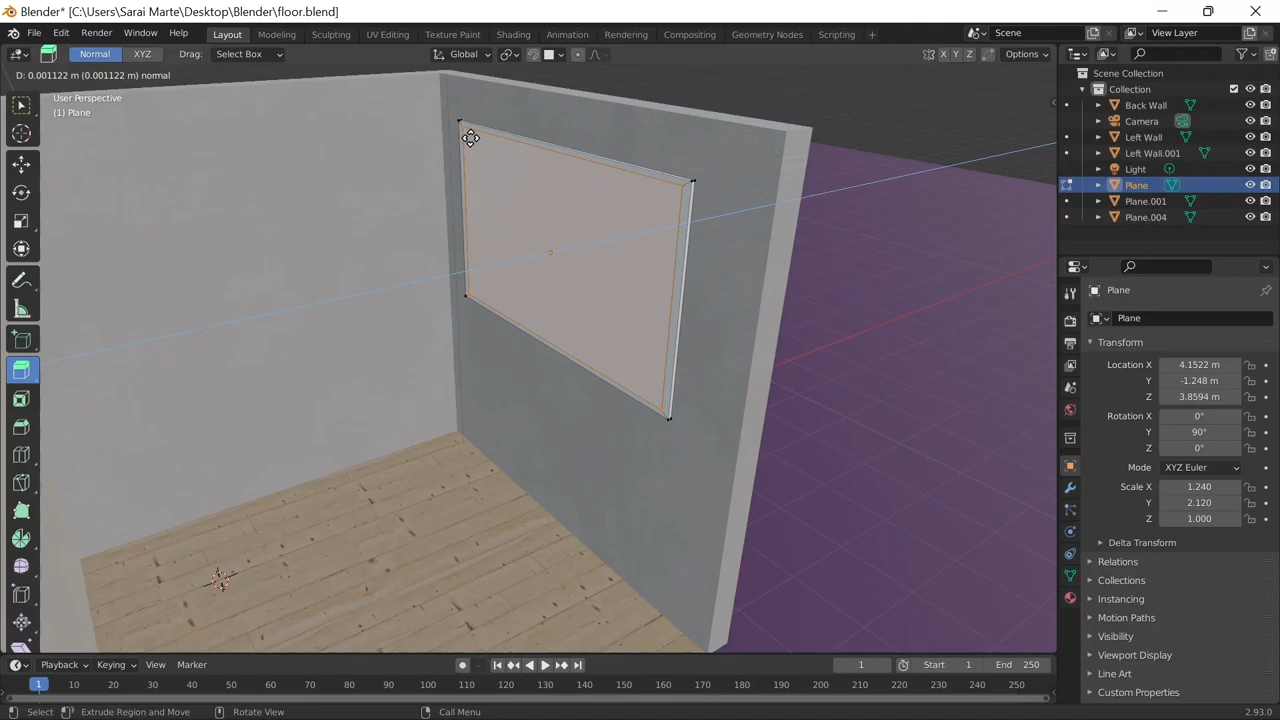 Blender* [C:\Users\Sarai Marte\Desktop\Blender\floor.blend]
File Edit Render Window Help Layout Modeling Sculpting UV Editing Texture Paint Shading Animation Rendering Compositing Geometry Nodes Scripting Scene View Layer
Normal XYZ Drag: Select Box Global X Y Z Options
D: 0.001122 m (0.001122 m) normal
User Perspective
(1) Plane
Scene Collection
Collection
Back Wall
Camera
Left Wall
Left Wall.001
Light
Plane
Plane.001
Plane.004
Plane
Plane
Transform
Location X 4.1522 m
Y -1.248 m
Z 3.8594 m
Rotation X 0°
Y 90°
Z 0°
Mode XYZ Euler
Scale X 1.240
Y 2.120
Z 1.000
Delta Transform
Relations
Collections
Instancing
Motion Paths
Visibility
Viewport Display
Line Art
Custom Properties
Playback Keying View Marker 1 Start 1 End 250
1 10 20 30 40 50 60 70 80 90 100 110 120 130 140 150 160 170 180 190 200 210 220 230 240 250
Select Extrude Region and Move Rotate View Call Menu 2.93.0